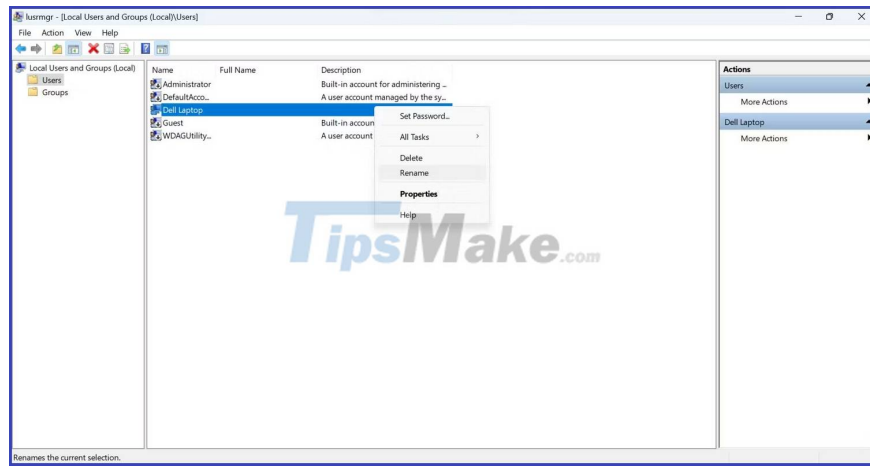 lusrmgr - [Local Users and Groups (Local)\Users]
File Action View Help
Local Users and Groups (Local)
Users
Groups
Name Full Name Description
Administrator Built-in account for administering ...
DefaultAcco... A user account managed by the sy...
Dell Laptop
Guest Built-in accoun
WDAGUtility... A user account
Set Password...
All Tasks
Delete
Rename
Properties
Help
Actions
Users
More Actions
Dell Laptop
More Actions
TipsMake.com
Renames the current selection.